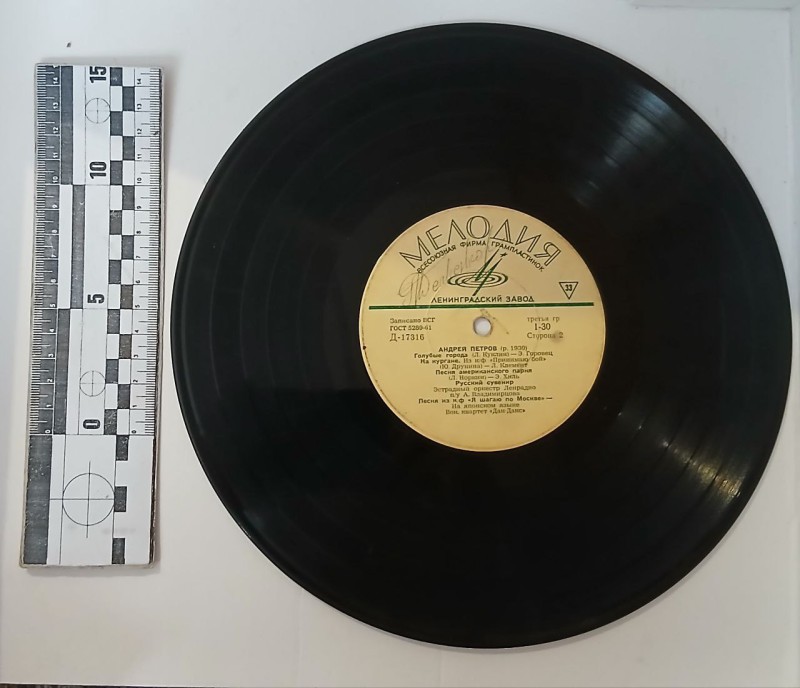 15
10
5
0
МЕЛОДИЯ
ВСЕСОЮЗНАЯ ФИРМА ГРАМПЛАСТИНОК
ЛЕНИНГРАДСКИЙ ЗАВОД
33
Записано ВСГ
ГОСТ 5289-61
Д-17316
третья гр
1-30
Сторона 2
АНДРЕЙ ПЕТРОВ (р. 1930)
Голубые города (Л. Куклин) — Э. Горовец
На кургане. Из к/ф «Принимаю бой»
(Ю. Друнина) — Л. Клемент
Песня американского парня
(Л. Норкен) — Э. Хиль
Русский сувенир
Эстрадный оркестр Ленрадио
п/у А. Владимирцова
Песня из к.ф «Я шагаю по Москве» —
На японском языке
Вок. квартет «Дак Дакс»